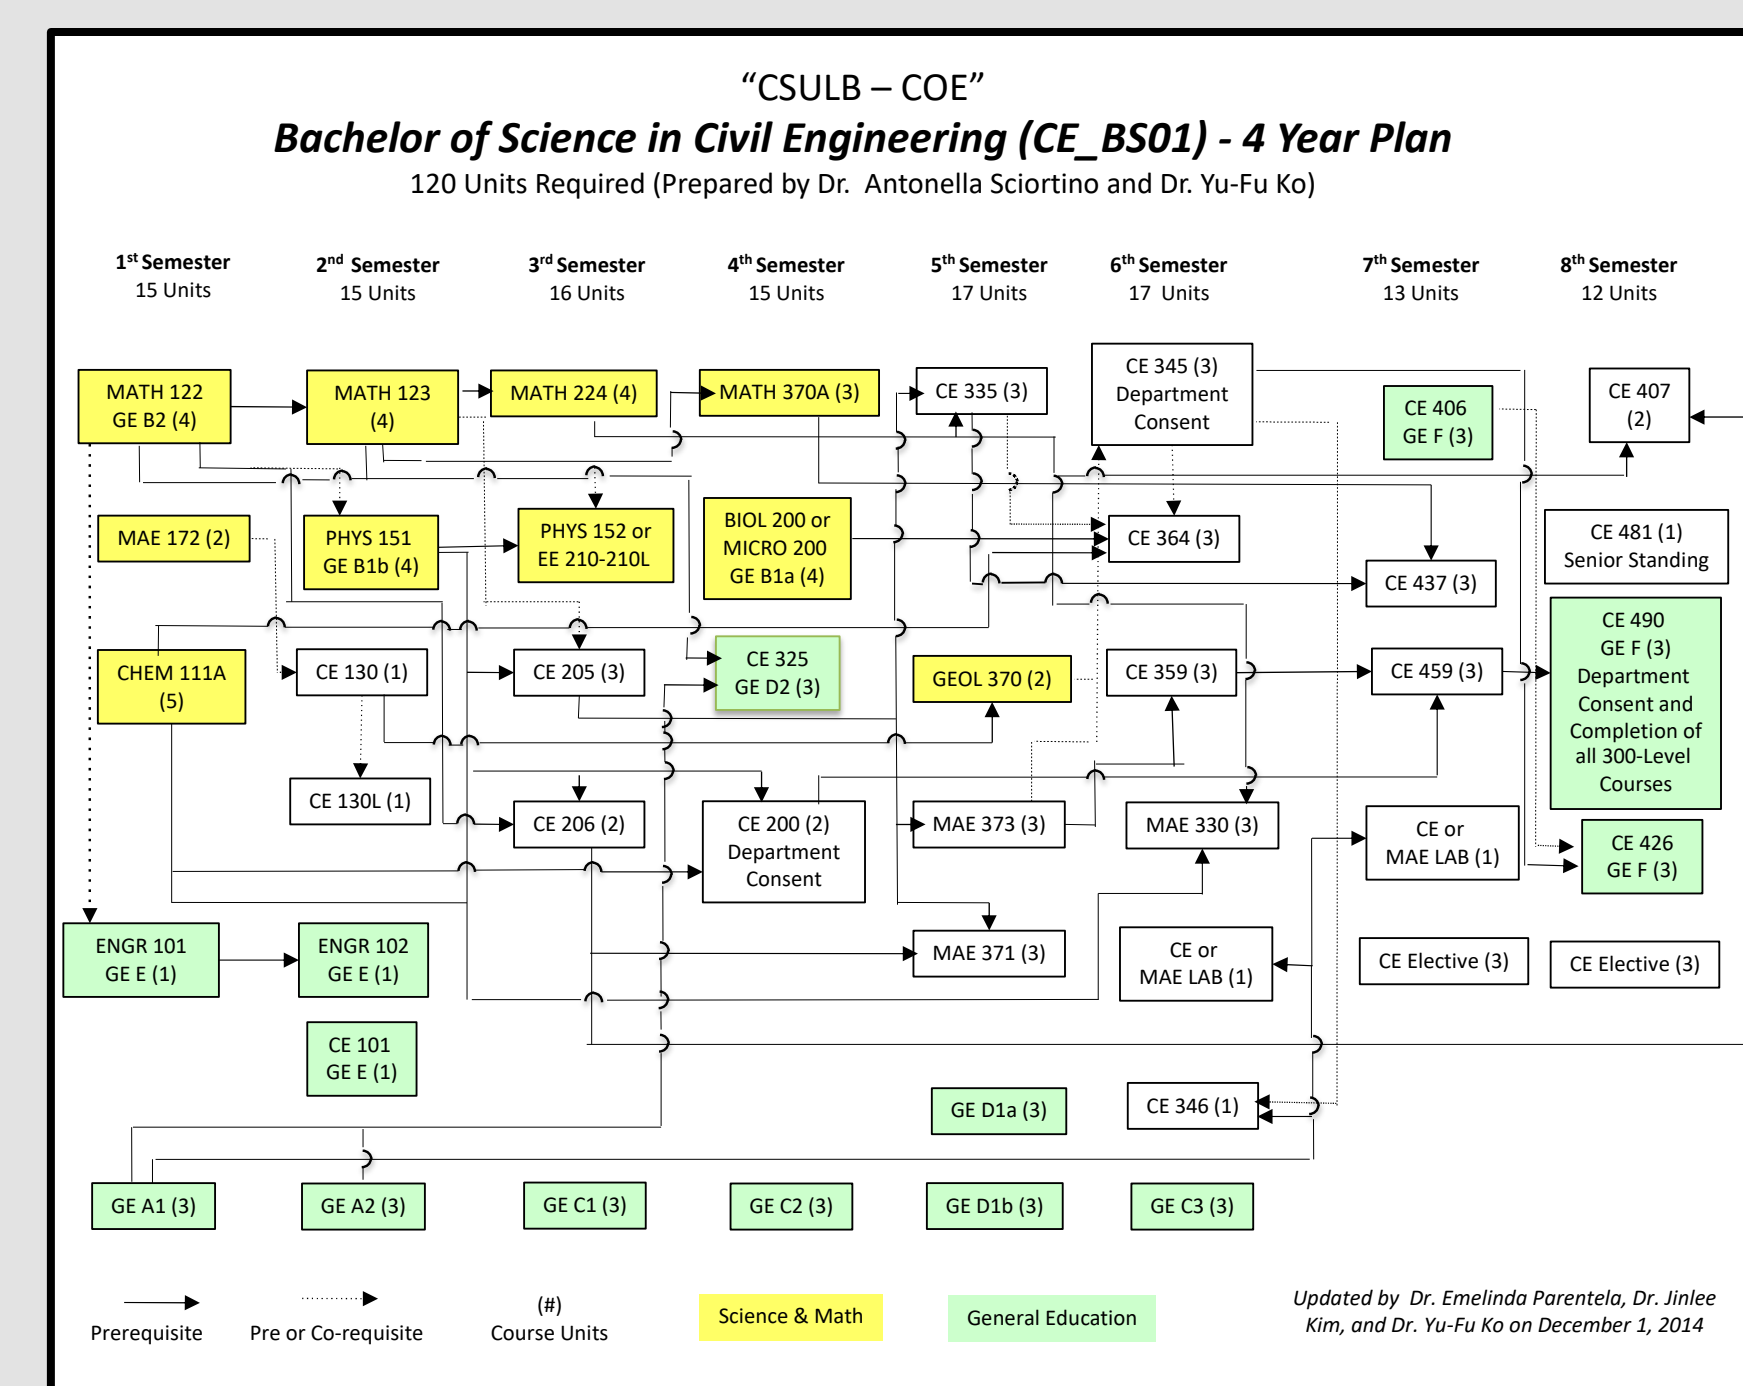 “CSULB – COE”
Bachelor of Science in Civil Engineering (CE_BS01) - 4 Year Plan
120 Units Required (Prepared by Dr. Antonella Sciortino and Dr. Yu-Fu Ko)
1st Semester
15 Units
2nd Semester
15 Units
3rd Semester
16 Units
4th Semester
15 Units
5th Semester
17 Units
6th Semester
17 Units
7th Semester
13 Units
8th Semester
12 Units
MATH 122
GE B2 (4)
MATH 123
(4)
MATH 224 (4)
MATH 370A (3)
CE 335 (3)
CE 345 (3)
Department
Consent
CE 406
GE F (3)
CE 407
(2)
MAE 172 (2)
PHYS 151
GE B1b (4)
PHYS 152 or
EE 210-210L
BIOL 200 or
MICRO 200
GE B1a (4)
CE 364 (3)
CE 437 (3)
CE 481 (1)
Senior Standing
CHEM 111A
(5)
CE 130 (1)
CE 205 (3)
CE 325
GE D2 (3)
GEOL 370 (2)
CE 359 (3)
CE 459 (3)
CE 490
GE F (3)
Department
Consent and
Completion of
all 300-Level
Courses
CE 130L (1)
CE 206 (2)
CE 200 (2)
Department
Consent
MAE 373 (3)
MAE 330 (3)
CE or
MAE LAB (1)
CE 426
GE F (3)
ENGR 101
GE E (1)
ENGR 102
GE E (1)
MAE 371 (3)
CE or
MAE LAB (1)
CE Elective (3)
CE Elective (3)
CE 101
GE E (1)
GE D1a (3)
CE 346 (1)
GE A1 (3)
GE A2 (3)
GE C1 (3)
GE C2 (3)
GE D1b (3)
GE C3 (3)
Prerequisite
Pre or Co-requisite
(#)
Course Units
Science & Math
General Education
Updated by Dr. Emelinda Parentela, Dr. Jinlee
Kim, and Dr. Yu-Fu Ko on December 1, 2014